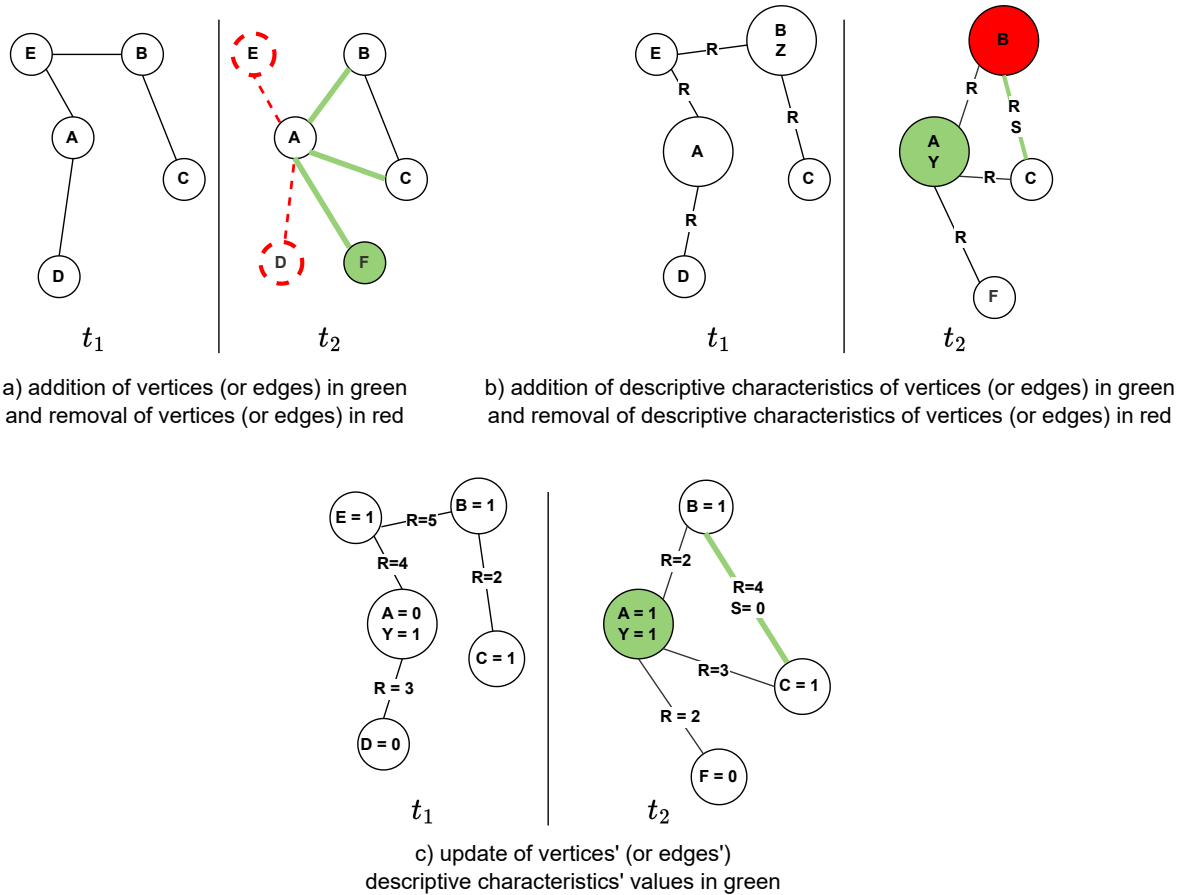 E
B
A
C
D
t1
E
B
A
C
D
F
t2
a) addition of vertices (or edges) in green
and removal of vertices (or edges) in red
E
R
B
Z
R
A
R
C
R
D
t1
B
R
R
S
A
Y
R
C
R
F
t2
b) addition of descriptive characteristics of vertices (or edges) in green
and removal of descriptive characteristics of vertices (or edges) in red
E = 1
R=5
B = 1
R=4
R=2
A = 0
Y = 1
C = 1
R = 3
D = 0
t1
B = 1
R=2
R=4
S= 0
A = 1
Y = 1
R=3
C = 1
R = 2
F = 0
t2
c) update of vertices' (or edges')
descriptive characteristics' values in green